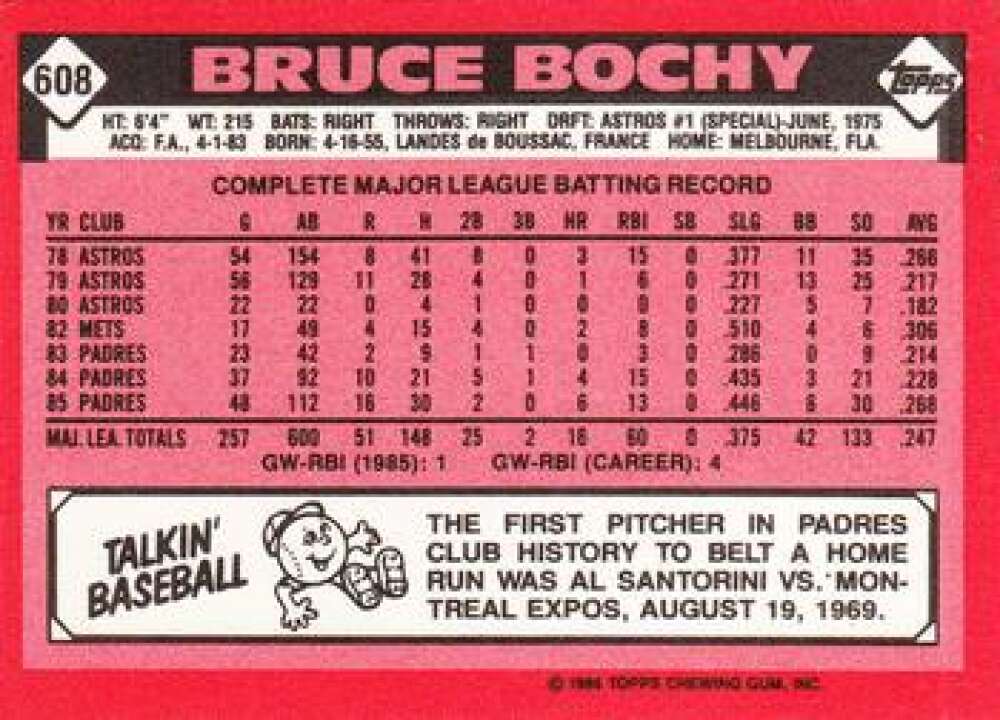 608
BRUCE BOCHY
TOPPS
HT: 6'4" WT: 215 BATS: RIGHT THROWS: RIGHT DRFT: ASTROS #1 (SPECIAL)-JUNE, 1975
ACQ: F.A., 4-1-83 BORN: 4-16-55, LANDES de BOUSSAC, FRANCE HOME: MELBOURNE, FLA.
COMPLETE MAJOR LEAGUE BATTING RECORD
YR CLUB G AB R H 2B 3B HR RBI SB SLG BB SO AVG
78 ASTROS 54 154 8 41 8 0 3 15 0 .377 11 35 .266
79 ASTROS 56 129 11 28 4 0 1 6 0 .271 13 25 .217
80 ASTROS 22 22 0 4 1 0 0 0 0 .227 5 7 .182
82 METS 17 49 4 15 4 0 2 8 0 .510 4 6 .306
83 PADRES 23 42 2 9 1 1 0 3 0 .286 0 9 .214
84 PADRES 37 92 10 21 5 1 4 15 0 .435 3 21 .228
85 PADRES 48 112 16 30 2 0 6 13 0 .446 6 30 .268
MAJ. LEA. TOTALS 257 600 51 148 25 2 16 60 0 .375 42 133 .247
GW-RBI (1985): 1 GW-RBI (CAREER): 4
TALKIN'
BASEBALL
THE FIRST PITCHER IN PADRES
CLUB HISTORY TO BELT A HOME
RUN WAS AL SANTORINI VS. MON-
TREAL EXPOS, AUGUST 19, 1969.
© 1986 TOPPS CHEWING GUM, INC.